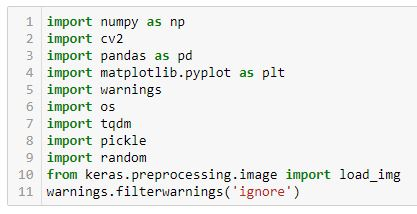 1 import numpy as np
2 import cv2
3 import pandas as pd
4 import matplotlib.pyplot as plt
5 import warnings
6 import os
7 import tqdm
8 import pickle
9 import random
10 from keras.preprocessing.image import load_img
11 warnings.filterwarnings('ignore')